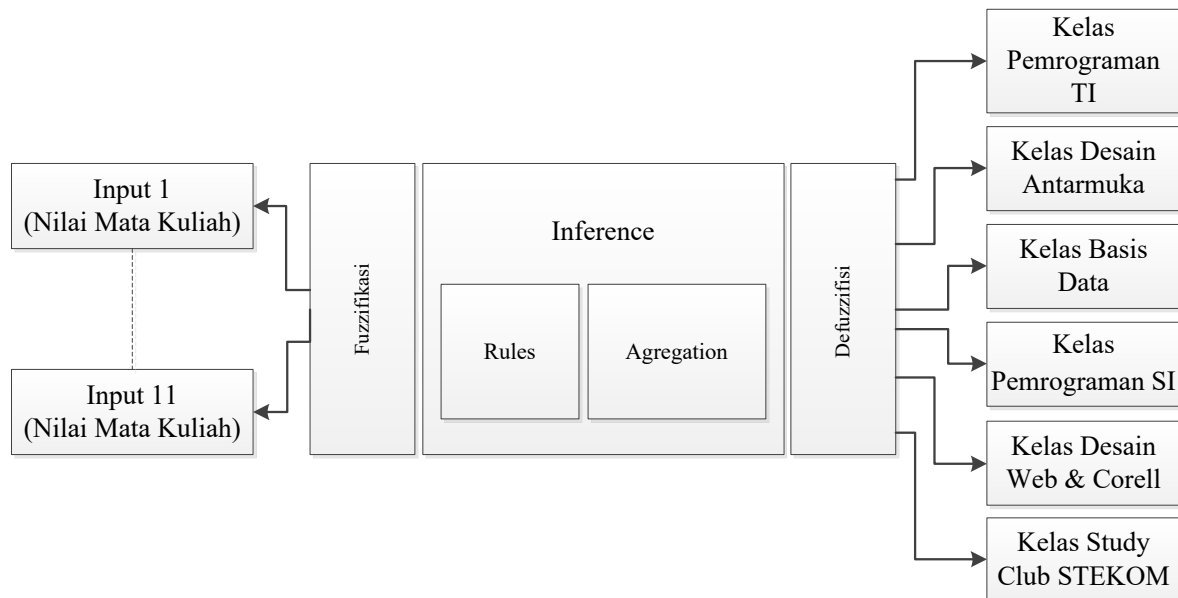 Input 1
(Nilai Mata Kuliah)
Input 11
(Nilai Mata Kuliah)
Fuzzifikasi
Inference
Rules
Agregation
Defuzzifisi
Kelas
Pemrograman
TI
Kelas Desain
Antarmuka
Kelas Basis
Data
Kelas
Pemrograman SI
Kelas Desain
Web & Corell
Kelas Study
Club STEKOM